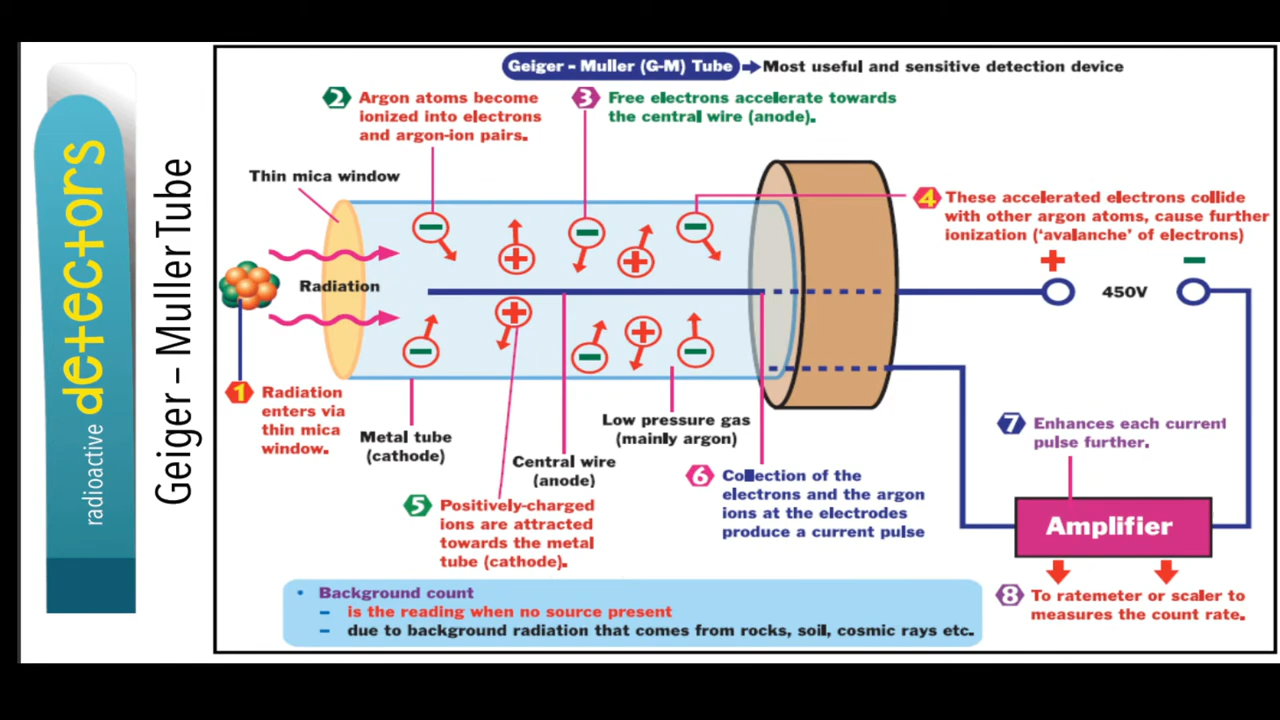 radioactive detectors
Geiger – Muller Tube
Geiger – Muller (G-M) Tube
Most useful and sensitive detection device
2
Argon atoms become
ionized into electrons
and argon-ion pairs.
3
Free electrons accelerate towards
the central wire (anode).
Thin mica window
4
These accelerated electrons collide
with other argon atoms, cause further
ionization (‘avalanche’ of electrons)
+
–
450V
Radiation
1
Radiation
enters via
thin mica
window.
Metal tube
(cathode)
Central wire
(anode)
Low pressure gas
(mainly argon)
5
Positively-charged
ions are attracted
towards the metal
tube (cathode).
6
Collection of the
electrons and the argon
ions at the electrodes
produce a current pulse
7
Enhances each current
pulse further.
Amplifier
8
To ratemeter or scaler to
measures the count rate.
• Background count
– is the reading when no source present
– due to background radiation that comes from rocks, soil, cosmic rays etc.